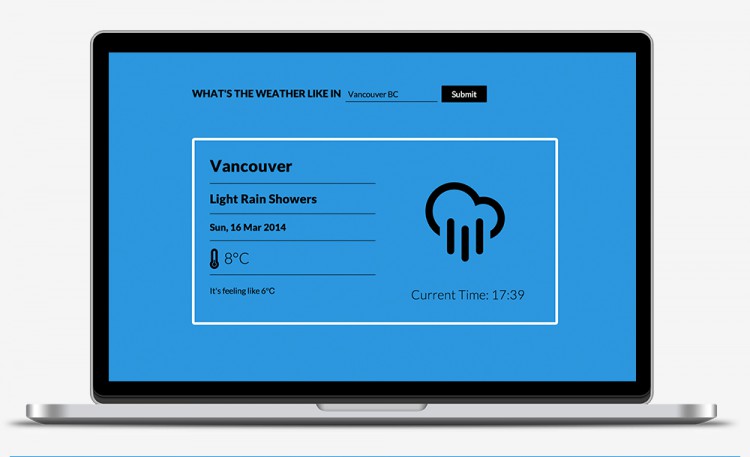 WHAT'S THE WEATHER LIKE IN Vancouver BC Submit
Vancouver
Light Rain Showers
Sun, 16 Mar 2014
8°C
It's feeling like 6°C
Current Time: 17:39